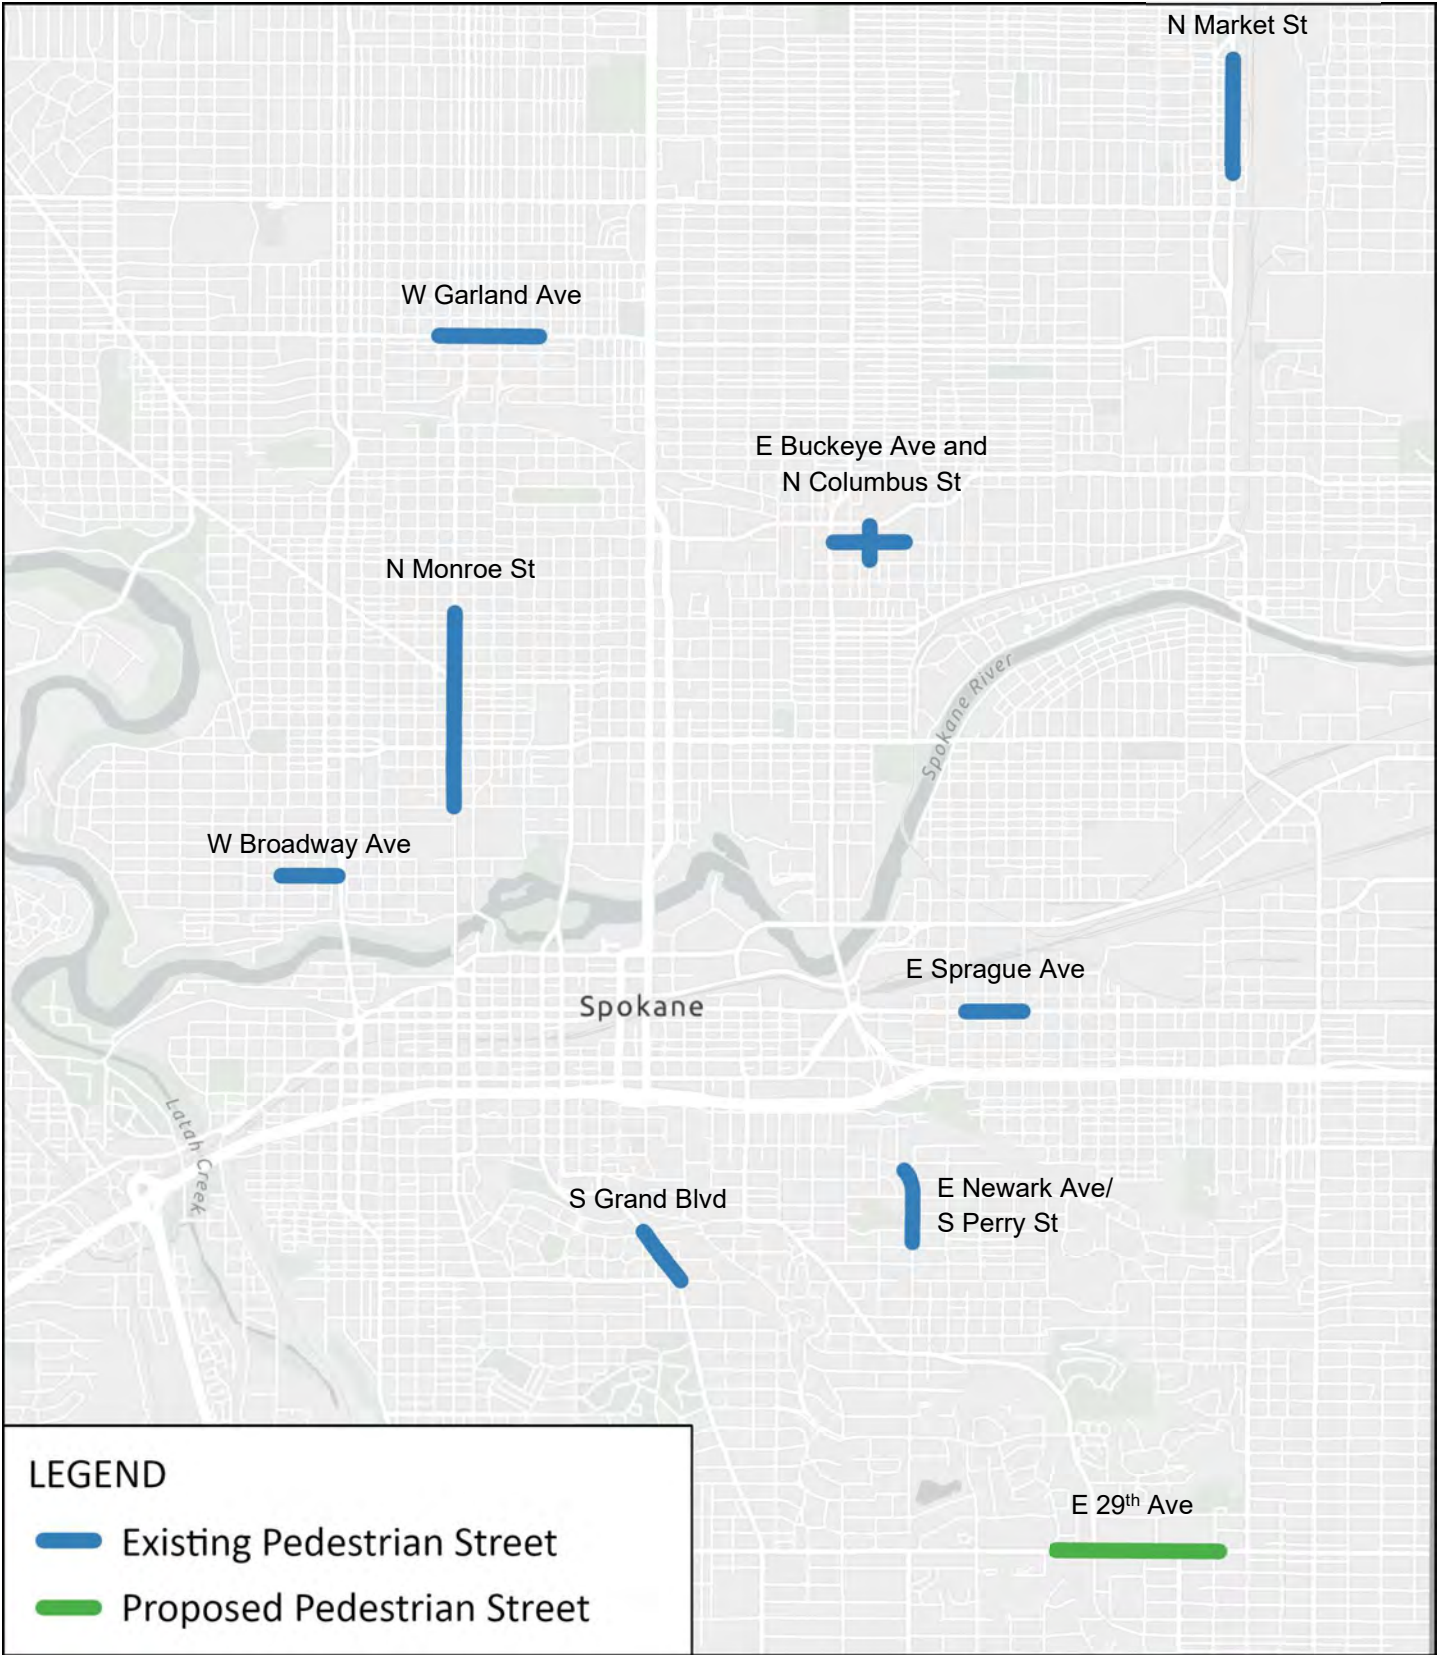 N Market St
W Garland Ave
E Buckeye Ave and
N Columbus St
N Monroe St
Spokane River
W Broadway Ave
E Sprague Ave
Spokane
Latah Creek
E Newark Ave/
S Perry St
S Grand Blvd
E 29th Ave
LEGEND
Existing Pedestrian Street
Proposed Pedestrian Street